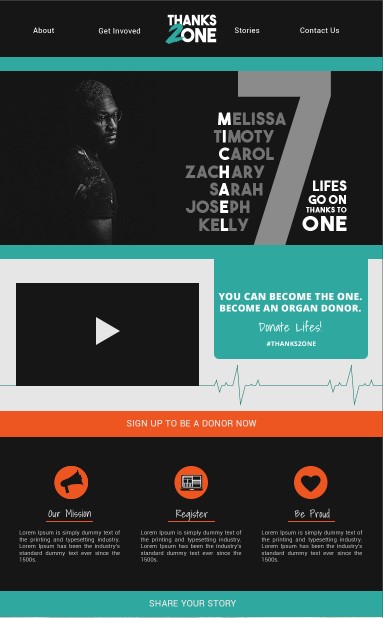 About
Get Invoved
THANKS
2ONE
Stories
Contact Us
7
MELISSA
TIMOTY
CAROL
ZACHARY
SARAH
JOSEPH
KELLY
LIFES
GO ON
THANKS TO
ONE
YOU CAN BECOME THE ONE.
BECOME AN ORGAN DONOR.
Donate Lifes!
#THANKS2ONE
SIGN UP TO BE A DONOR NOW
Our Mission
Lorem Ipsum is simply dummy text of
the printing and typesetting industry.
Lorem Ipsum has been the industry's
standard dummy text ever since the
1500s.
Register
Lorem Ipsum is simply dummy text of
the printing and typesetting industry.
Lorem Ipsum has been the industry's
standard dummy text ever since the
1500s.
Be Proud
Lorem Ipsum is simply dummy text of
the printing and typesetting industry.
Lorem Ipsum has been the industry's
standard dummy text ever since the
1500s.
SHARE YOUR STORY